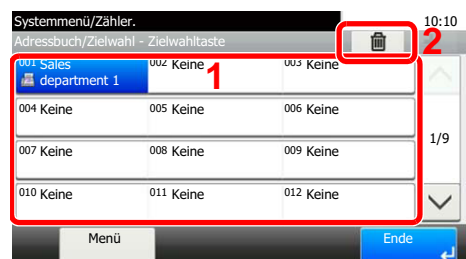 Systemmenü/Zähler. 10:10
Adressbuch/Zielwahl - Zielwahltaste 2
001 Sales department 1 002 Keine 1 003 Keine
004 Keine 005 Keine 006 Keine
1/9
007 Keine 008 Keine 009 Keine
010 Keine 011 Keine 012 Keine
Menü Ende